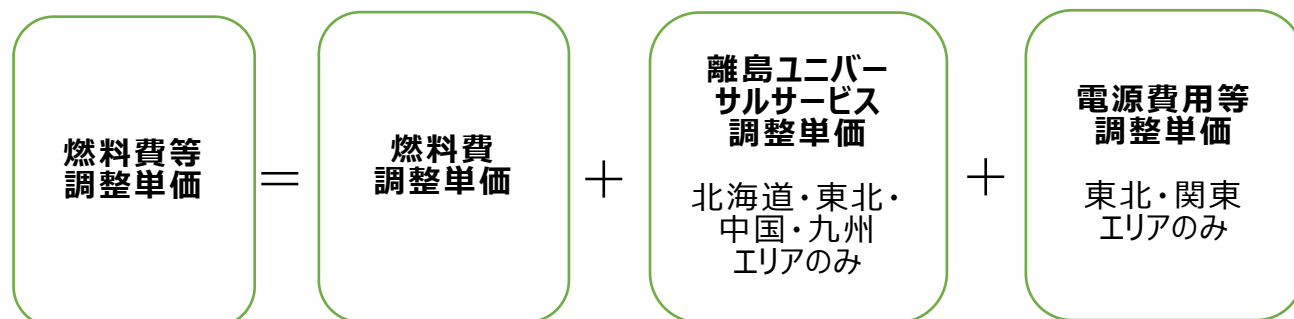 燃料費等
調整単価
＝
燃料費
調整単価
＋
離島ユニバー
サルサービス
調整単価
北海道・東北・
中国・九州
エリアのみ
＋
電源費用等
調整単価
東北・関東
エリアのみ